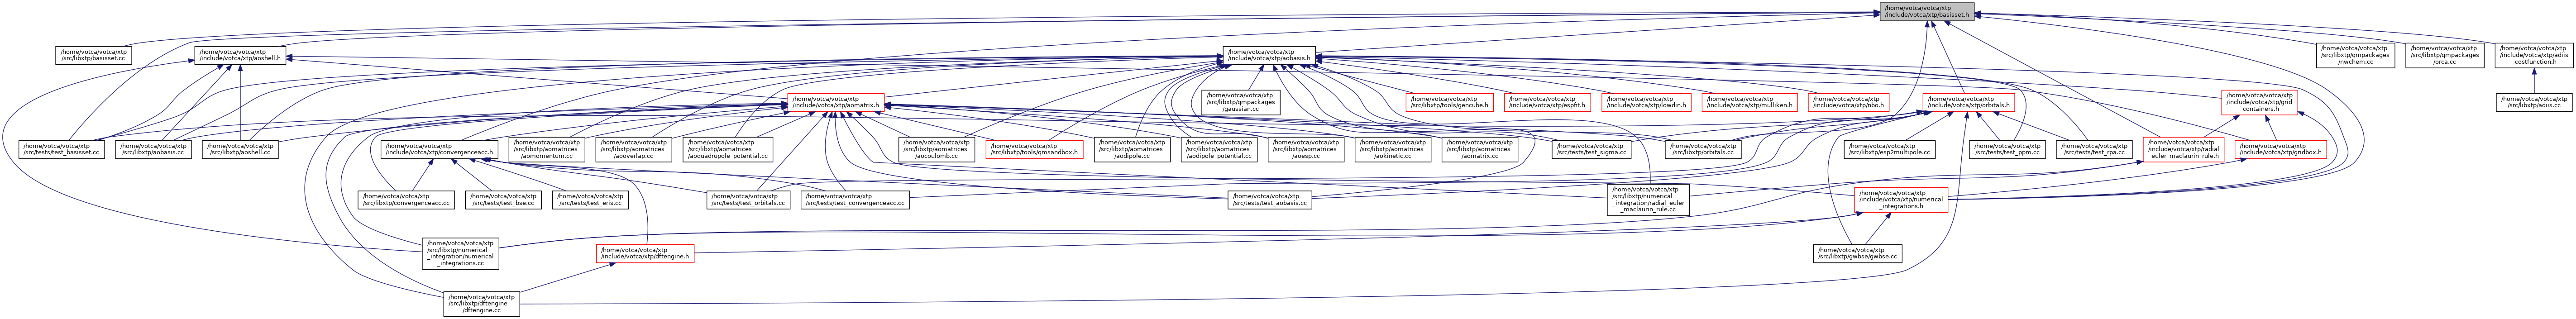 /home/votca/votca/xtp
/include/votca/xtp/basisset.h
/home/votca/votca/xtp
/src/libxtp/basisset.cc
/home/votca/votca/xtp
/include/votca/xtp/aoshell.h
/home/votca/votca/xtp
/include/votca/xtp/aobasis.h
/home/votca/votca/xtp
/src/libxtp/qmpackages
/nwchem.cc
/home/votca/votca/xtp
/src/libxtp/qmpackages
/orca.cc
/home/votca/votca/xtp
/include/votca/xtp/adiis
_costfunction.h
/home/votca/votca/xtp
/include/votca/xtp/aomatrix.h
/home/votca/votca/xtp
/src/libxtp/qmpackages
/gaussian.cc
/home/votca/votca/xtp
/src/libxtp/tools/gencube.h
/home/votca/votca/xtp
/include/votca/xtp/espfit.h
/home/votca/votca/xtp
/include/votca/xtp/lowdin.h
/home/votca/votca/xtp
/include/votca/xtp/mulliken.h
/home/votca/votca/xtp
/include/votca/xtp/nbo.h
/home/votca/votca/xtp
/include/votca/xtp/orbitals.h
/home/votca/votca/xtp
/include/votca/xtp/grid
_containers.h
/home/votca/votca/xtp
/src/libxtp/adiis.cc
/home/votca/votca/xtp
/src/tests/test_basisset.cc
/home/votca/votca/xtp
/src/libxtp/aobasis.cc
/home/votca/votca/xtp
/src/libxtp/aoshell.cc
/home/votca/votca/xtp
/include/votca/xtp/convergenceacc.h
/home/votca/votca/xtp
/src/libxtp/aomatrices
/aomomentum.cc
/home/votca/votca/xtp
/src/libxtp/aomatrices
/aooverlap.cc
/home/votca/votca/xtp
/src/libxtp/aomatrices
/aoquadrupole_potential.cc
/home/votca/votca/xtp
/src/libxtp/aomatrices
/aocoulomb.cc
/home/votca/votca/xtp
/src/libxtp/tools/qmsandbox.h
/home/votca/votca/xtp
/src/libxtp/aomatrices
/aodipole.cc
/home/votca/votca/xtp
/src/libxtp/aomatrices
/aodipole_potential.cc
/home/votca/votca/xtp
/src/libxtp/aomatrices
/aoesp.cc
/home/votca/votca/xtp
/src/libxtp/aomatrices
/aokinetic.cc
/home/votca/votca/xtp
/src/libxtp/aomatrices
/aomatrix.cc
/home/votca/votca/xtp
/src/tests/test_sigma.cc
/home/votca/votca/xtp
/src/libxtp/orbitals.cc
/home/votca/votca/xtp
/src/libxtp/esp2multipole.cc
/home/votca/votca/xtp
/src/tests/test_ppm.cc
/home/votca/votca/xtp
/src/tests/test_rpa.cc
/home/votca/votca/xtp
/include/votca/xtp/radial
_euler_maclaurin_rule.h
/home/votca/votca/xtp
/include/votca/xtp/gridbox.h
/home/votca/votca/xtp
/src/libxtp/convergenceacc.cc
/home/votca/votca/xtp
/src/tests/test_bse.cc
/home/votca/votca/xtp
/src/tests/test_eris.cc
/home/votca/votca/xtp
/src/tests/test_orbitals.cc
/home/votca/votca/xtp
/src/tests/test_convergenceacc.cc
/home/votca/votca/xtp
/src/tests/test_aobasis.cc
/home/votca/votca/xtp
/src/libxtp/numerical
_integration/radial_euler
_maclaurin_rule.cc
/home/votca/votca/xtp
/include/votca/xtp/numerical
_integrations.h
/home/votca/votca/xtp
/src/libxtp/numerical
_integration/numerical
_integrations.cc
/home/votca/votca/xtp
/include/votca/xtp/dftengine.h
/home/votca/votca/xtp
/src/libxtp/gwbse/gwbse.cc
/home/votca/votca/xtp
/src/libxtp/dftengine
/dftengine.cc